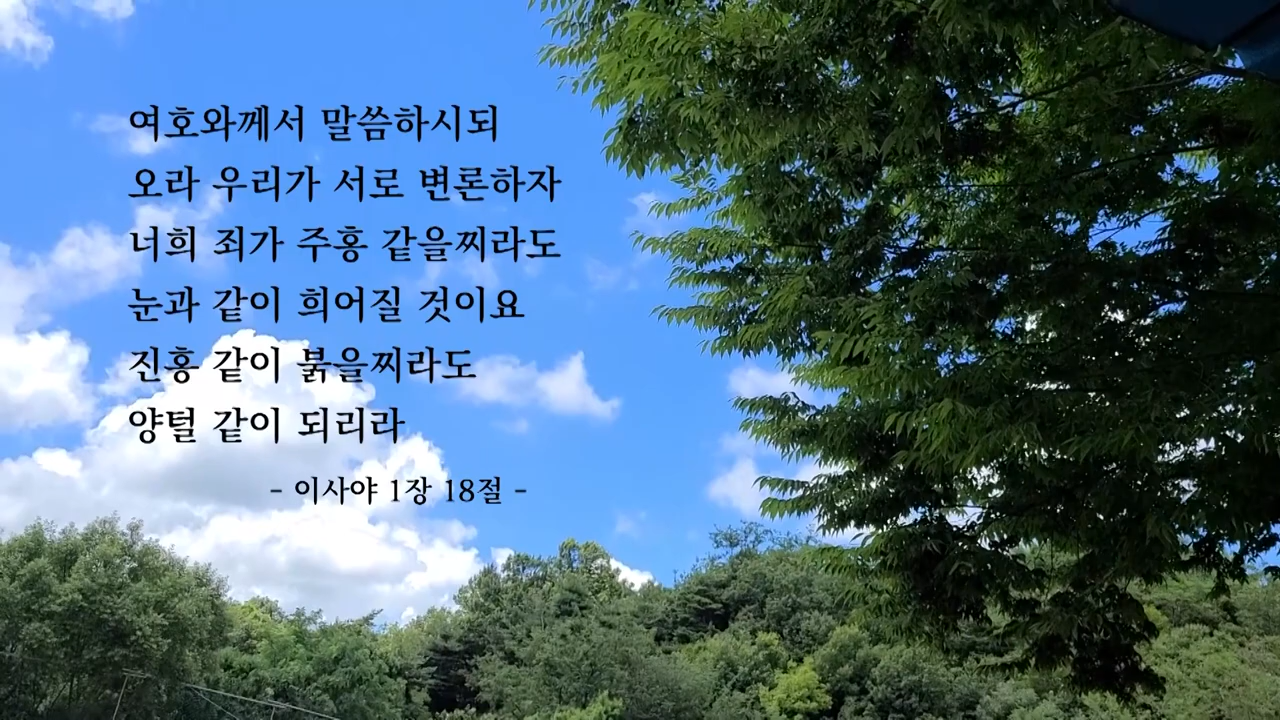 여호와께서 말씀하시되
오라 우리가 서로 변론하자
너희 죄가 주홍 같을찌라도
눈과 같이 희어질 것이요
진홍 같이 붉을찌라도
양털 같이 되리라
- 이사야 1장 18절 -